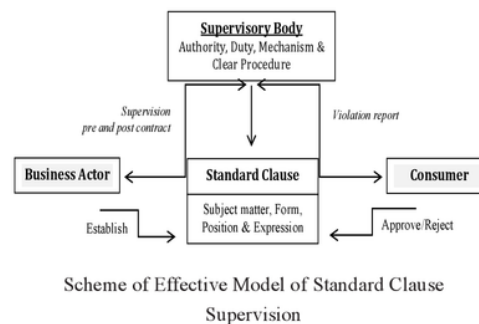 Supervisory Body
Authority, Duty, Mechanism &
Clear Procedure
Supervision
pre and post contract
Violation report
Business Actor
Standard Clause
Consumer
Subject matter, Form,
Position & Expression
Establish
Approve/Reject
Scheme of Effective Model of Standard Clause
Supervision